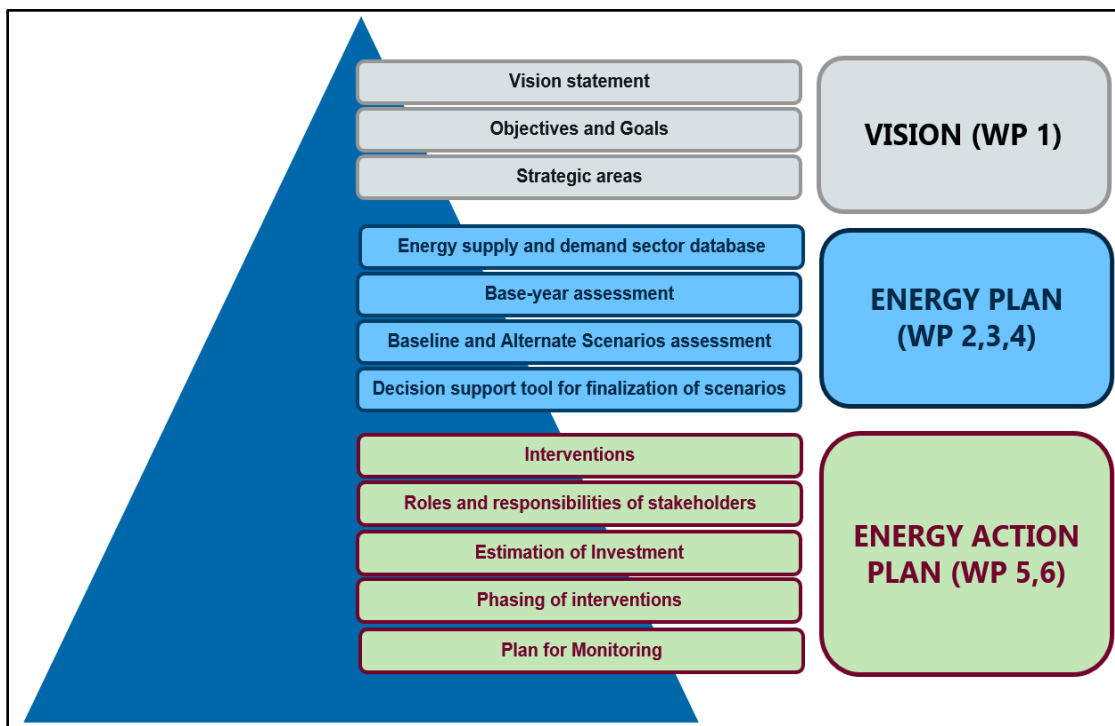 Vision statement
Objectives and Goals
Strategic areas
VISION (WP 1)
Energy supply and demand sector database
Base-year assessment
Baseline and Alternate Scenarios assessment
Decision support tool for finalization of scenarios
ENERGY PLAN
(WP 2,3,4)
Interventions
Roles and responsibilities of stakeholders
Estimation of Investment
Phasing of interventions
Plan for Monitoring
ENERGY ACTION
PLAN (WP 5,6)